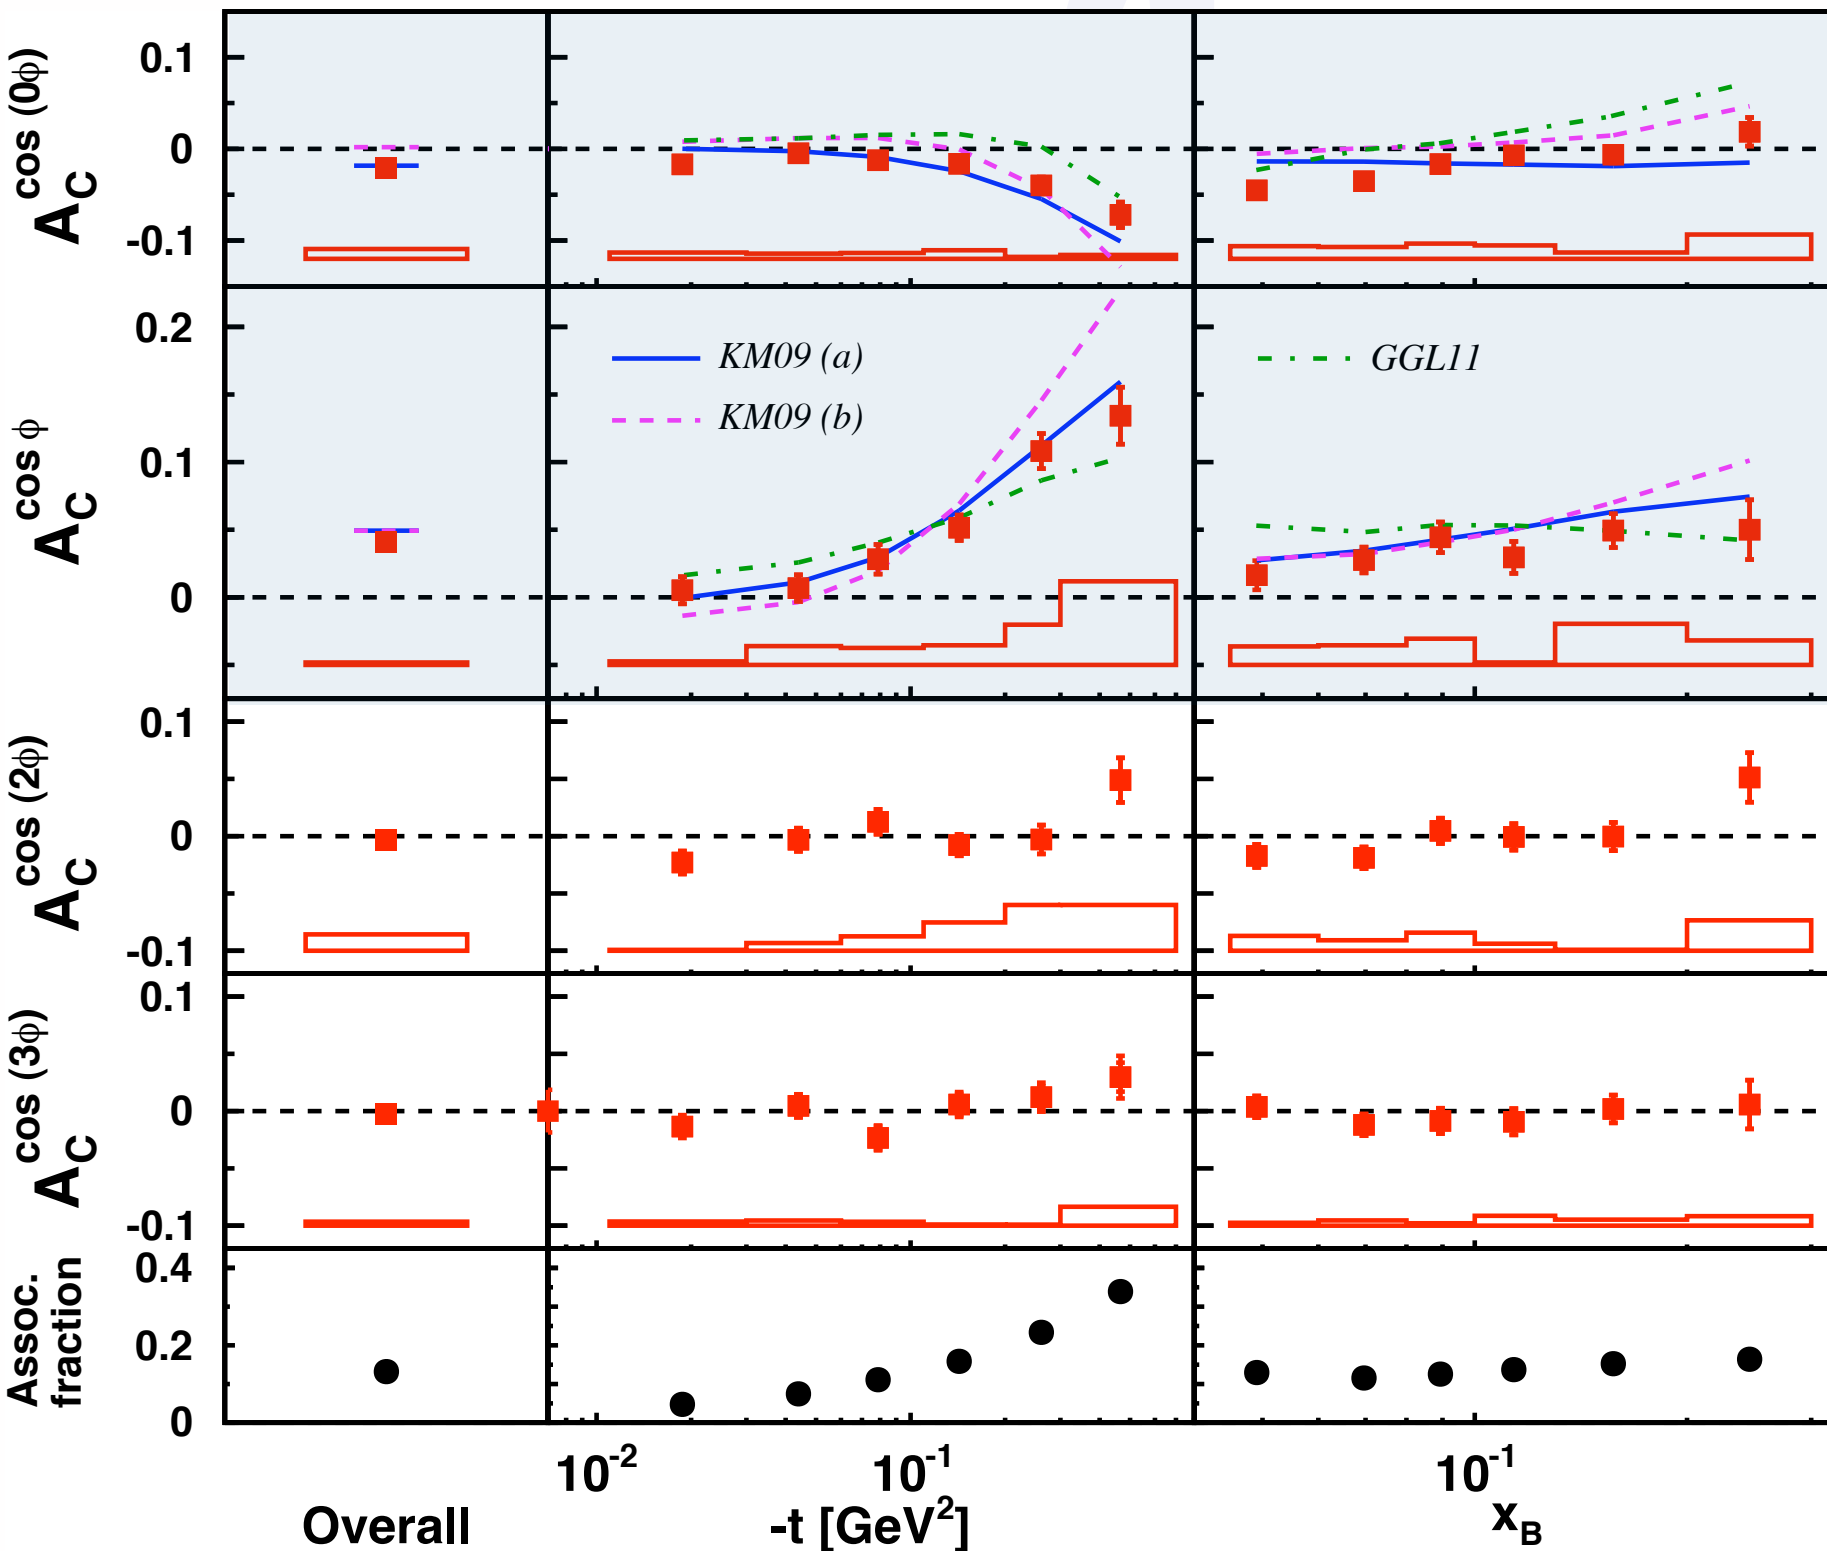 A_C^cos (0ϕ)
0.1
0
-0.1
A_C^cos ϕ
0.2
0.1
0
KM09 (a)
KM09 (b)
GGL11
A_C^cos (2ϕ)
0.1
0
-0.1
A_C^cos (3ϕ)
0.1
0
-0.1
Assoc.
fraction
0.4
0.2
0
10^-2 10^-1 10^-1
Overall -t [GeV^2] x_B